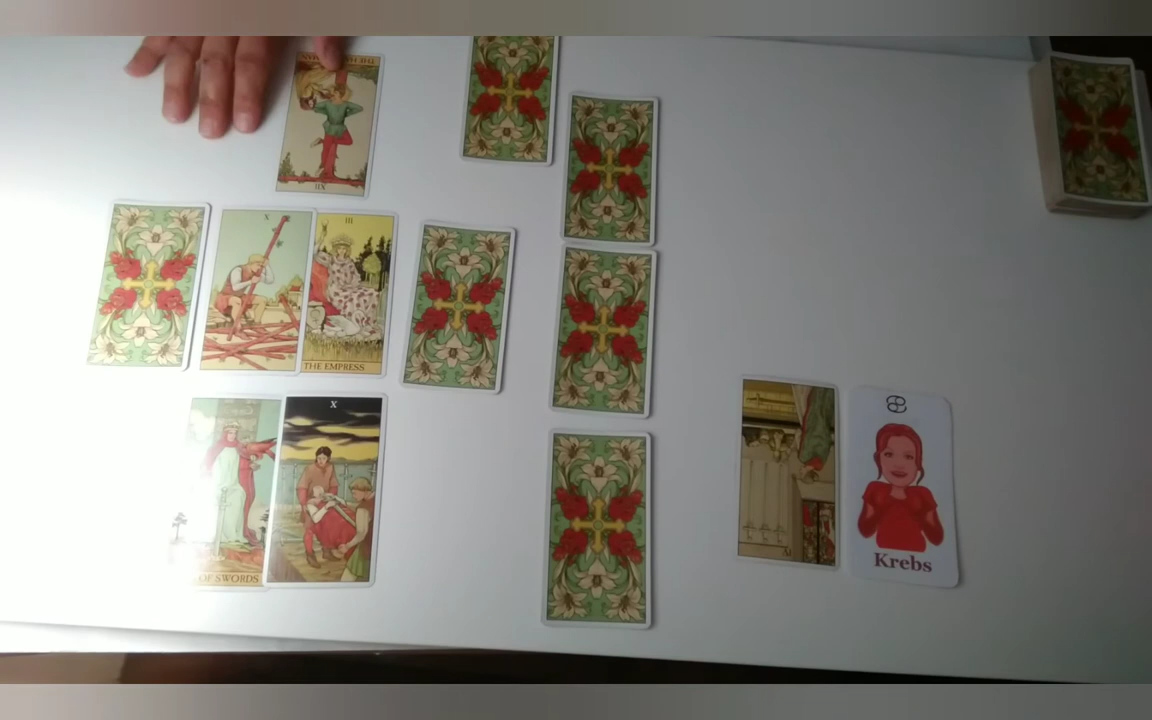 XII
X
III
THE EMPRESS
X
OF SWORDS
Krebs